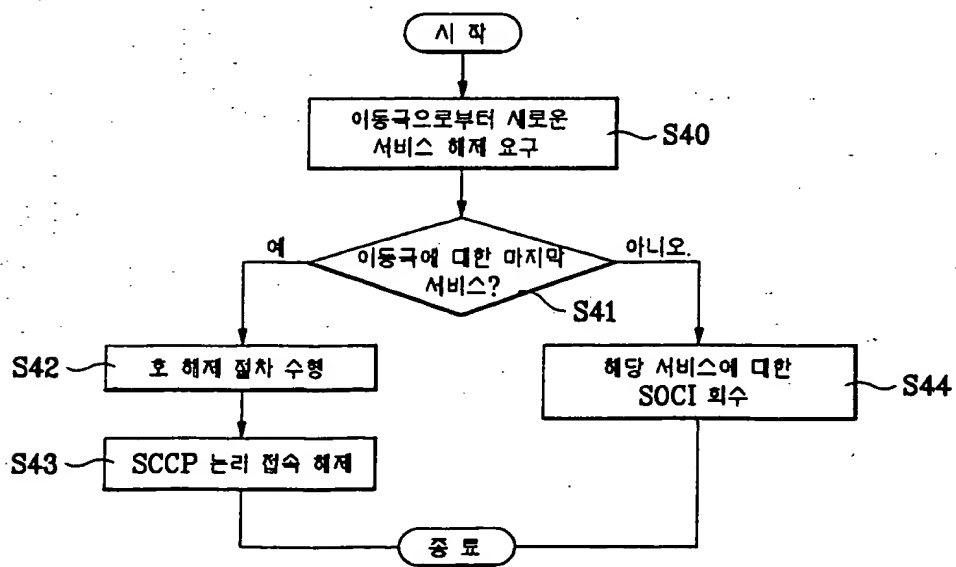 시 작
이동국으로부터 새로운
서비스 해제 요구
S40
예
이동국에 대한 마지막
서비스?
아니오.
S41
S42
호 해제 절차 수행
해당 서비스에 대한
SOCI 회수
S44
S43
SCCP 논리 접속 해제
종 료